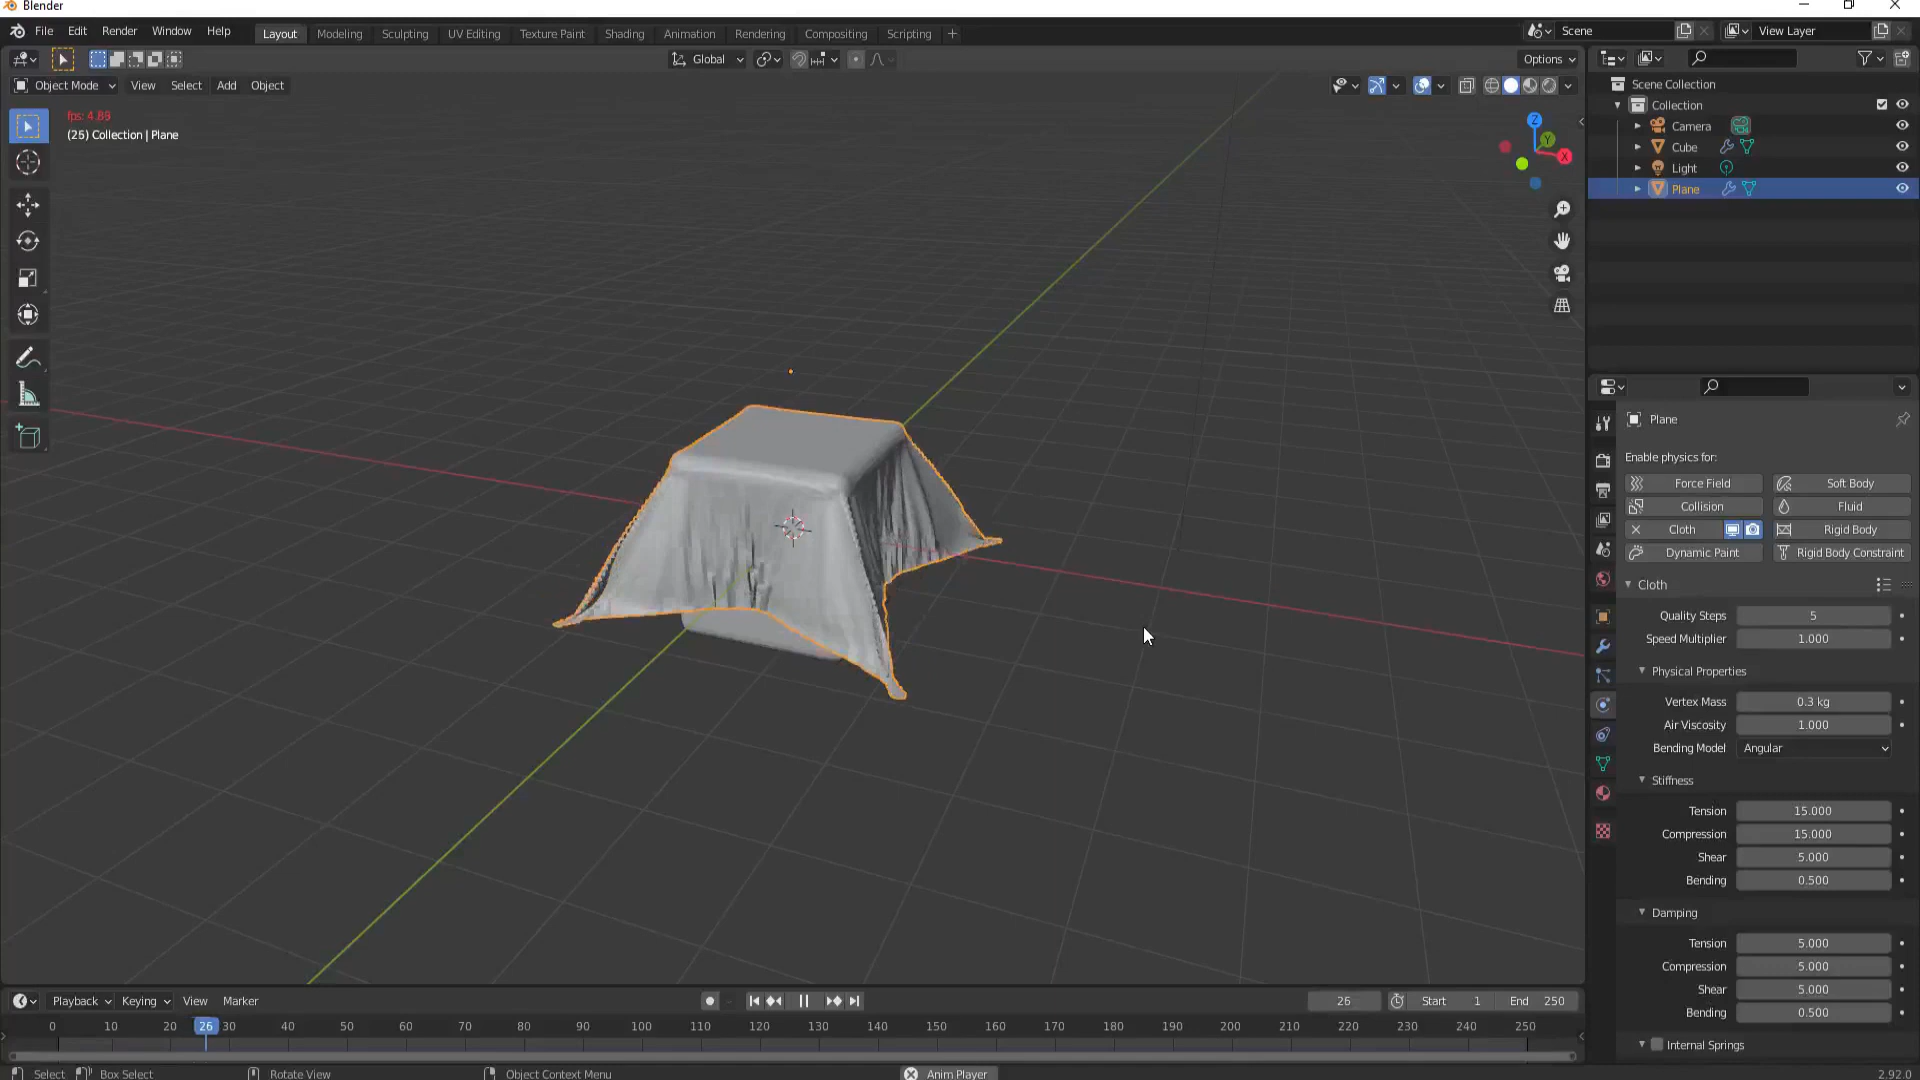 Blender
File Edit Render Window Help
Layout Modeling Sculpting UV Editing Texture Paint Shading Animation Rendering Compositing Scripting +
Scene
View Layer
Global
Options
Object Mode View Select Add Object
fps: 4.89
(25) Collection | Plane
Z
Y
X
Scene Collection
Collection
Camera
Cube
Light
Plane
Plane
Enable physics for:
Force Field Soft Body
Collision Fluid
Cloth Rigid Body
Dynamic Paint Rigid Body Constraint
Cloth
Quality Steps 5
Speed Multiplier 1.000
Physical Properties
Vertex Mass 0.3 kg
Air Viscosity 1.000
Bending Model Angular
Stiffness
Tension 15.000
Compression 15.000
Shear 5.000
Bending 0.500
Damping
Tension 5.000
Compression 5.000
Shear 5.000
Bending 0.500
Internal Springs
Playback Keying View Marker
26 Start 1 End 250
0 10 20 26 30 40 50 60 70 80 90 100 110 120 130 140 150 160 170 180 190 200 210 220 230 240 250
Select Box Select Rotate View Object Context Menu Anim Player 2.92.0